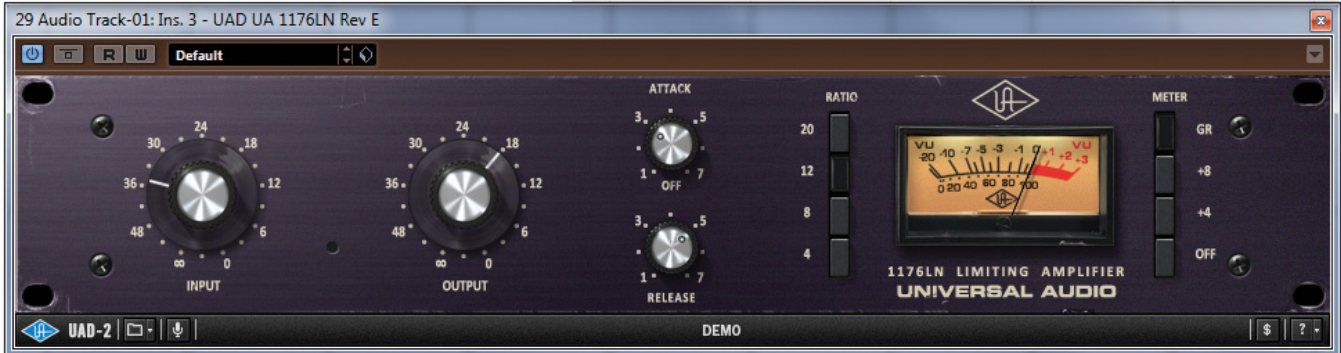 29 Audio Track-01: Ins. 3 - UAD UA 1176LN Rev E
R W Default
24
30 18
36 12
48 6
∞ 0
INPUT
24
30 18
36 12
48 6
∞ 0
OUTPUT
ATTACK
3 5
1 7
OFF
3 5
1 7
RELEASE
RATIO
20
12
8
4
UA
VU VU
-20 -10 -7 -5 -3 -1 0 +1 +2 +3
0 20 40 60 80 100
UA
1176LN LIMITING AMPLIFIER
UNIVERSAL AUDIO
METER
GR
+8
+4
OFF
UA UAD-2 DEMO $ ?